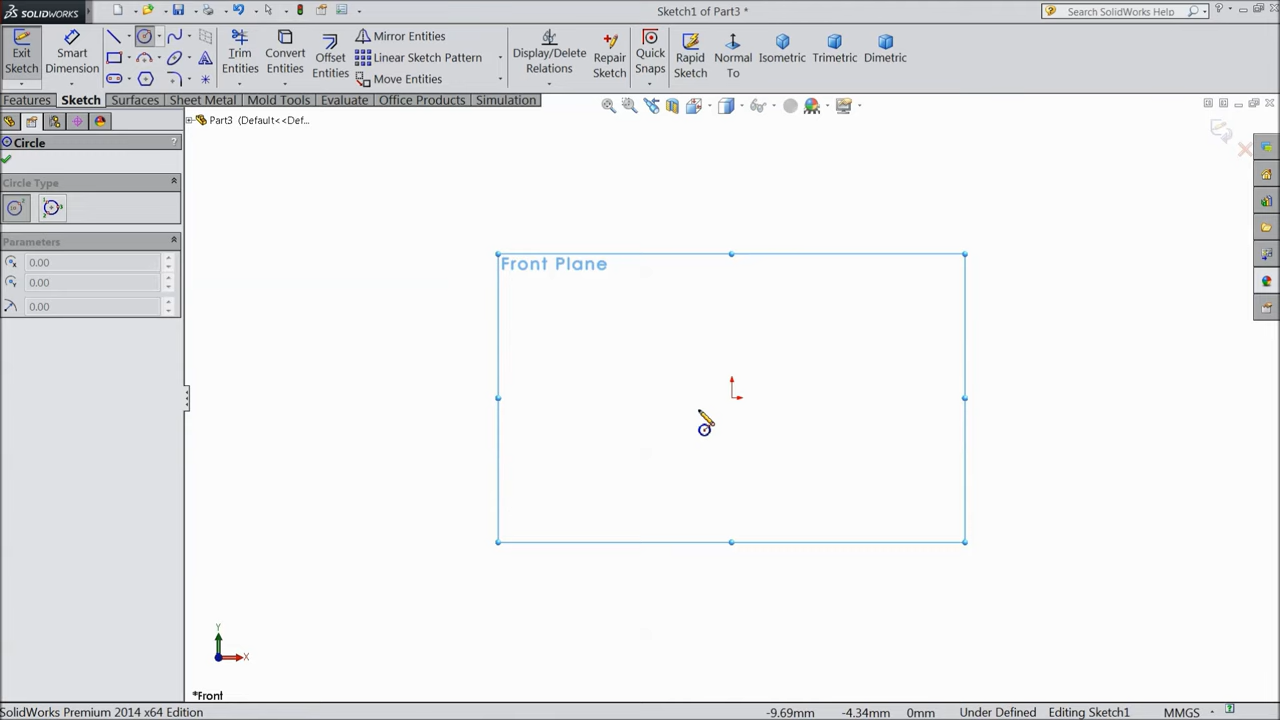 SOLIDWORKS
Sketch1 of Part3 *
Search SolidWorks Help
Exit Sketch
Smart Dimension
Trim Entities
Convert Entities
Offset Entities
Mirror Entities
Linear Sketch Pattern
Move Entities
Display/Delete Relations
Repair Sketch
Quick Snaps
Rapid Sketch
Normal To
Isometric
Trimetric
Dimetric
Features Sketch Surfaces Sheet Metal Mold Tools Evaluate Office Products Simulation
Part3 (Default<<Def...
Circle ?
Circle Type
Parameters
0.00
0.00
0.00
Front Plane
Y
X
*Front
SolidWorks Premium 2014 x64 Edition -9.69mm -4.34mm 0mm Under Defined Editing Sketch1 MMGS